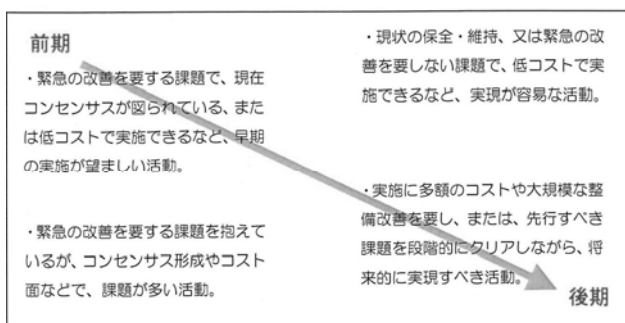 前期
・緊急の改善を要する課題で、現在
コンセンサスが図られている、また
は低コストで実施できるなど、早期
の実施が望ましい活動。
・現状の保全・維持、又は緊急の改
善を要しない課題で、低コストで実
施できるなど、実現が容易な活動。
・緊急の改善を要する課題を抱えて
いるが、コンセンサス形成やコスト
面などで、課題が多い活動。
・実施に多額のコストや大規模な整
備改善を要し、または、先行すべき
課題を段階的にクリアしながら、将
来的に実現すべき活動。
後期